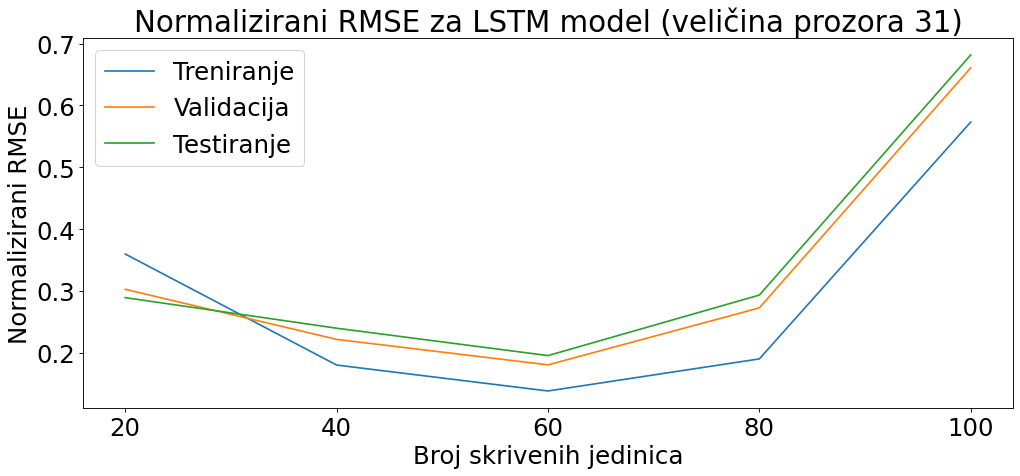 Normalizirani RMSE za LSTM model (veličina prozora 31)
Normalizirani RMSE
0.7
0.6
0.5
0.4
0.3
0.2
Treniranje
Validacija
Testiranje
20 40 60 80 100
Broj skrivenih jedinica